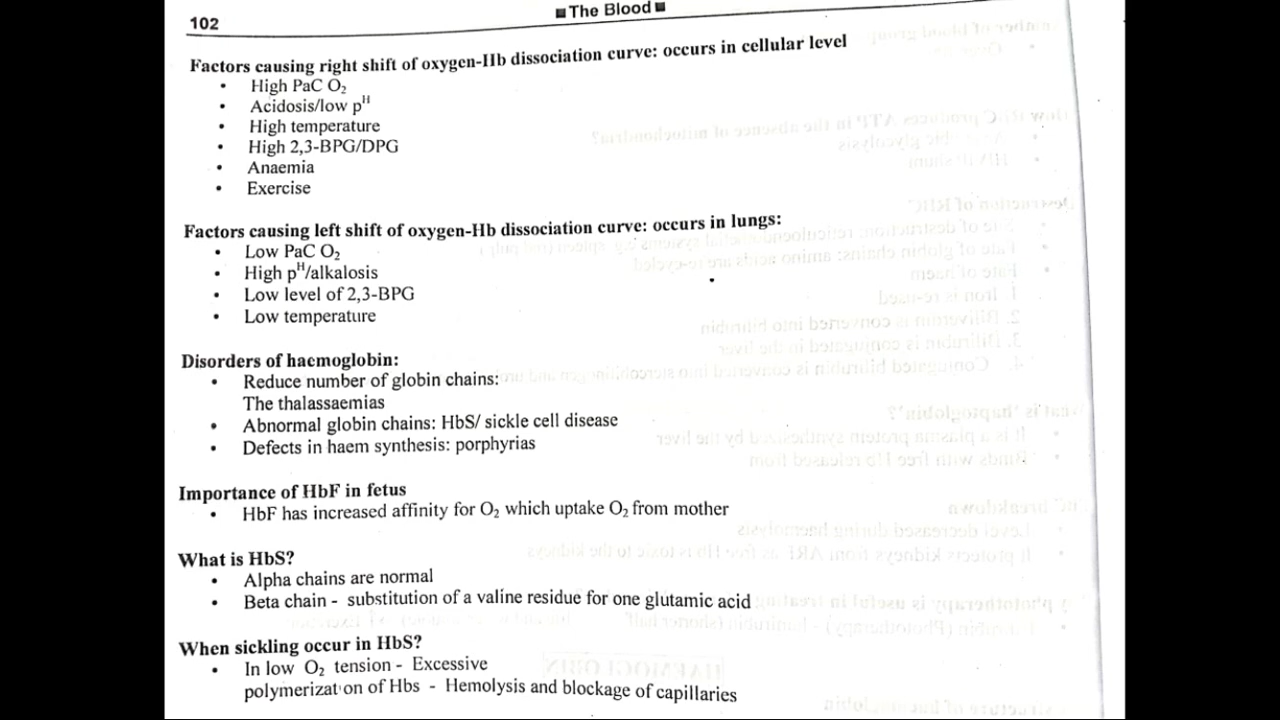 102
The Blood
Factors causing right shift of oxygen-Hb dissociation curve: occurs in cellular level
• High PaC O₂
• Acidosis/low pᴴ
• High temperature
• High 2,3-BPG/DPG
• Anaemia
• Exercise
Factors causing left shift of oxygen-Hb dissociation curve: occurs in lungs:
• Low PaC O₂
• High pᴴ/alkalosis
• Low level of 2,3-BPG
• Low temperature
Disorders of haemoglobin:
• Reduce number of globin chains:
The thalassaemias
• Abnormal globin chains: HbS/ sickle cell disease
• Defects in haem synthesis: porphyrias
Importance of HbF in fetus
• HbF has increased affinity for O₂ which uptake O₂ from mother
What is HbS?
• Alpha chains are normal
• Beta chain - substitution of a valine residue for one glutamic acid
When sickling occur in HbS?
• In low O₂ tension - Excessive
polymerization of Hbs - Hemolysis and blockage of capillaries